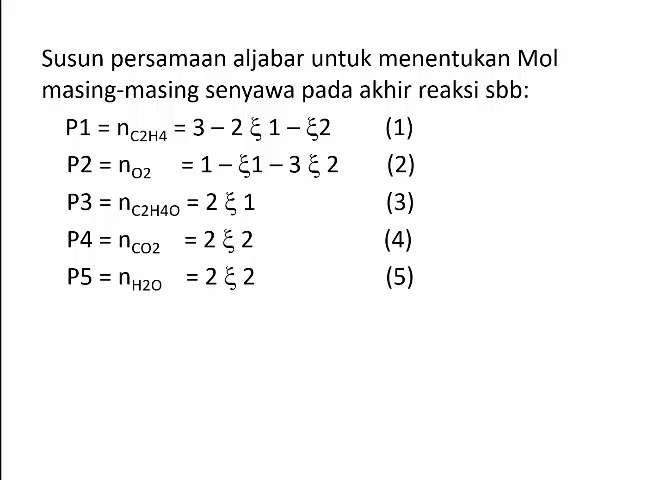 Susun persamaan aljabar untuk menentukan Mol
masing-masing senyawa pada akhir reaksi sbb:
P1 = nC2H4 = 3 – 2 ξ 1 – ξ2 (1)
P2 = nO2 = 1 – ξ1 – 3 ξ 2 (2)
P3 = nC2H4O = 2 ξ 1 (3)
P4 = nCO2 = 2 ξ 2 (4)
P5 = nH2O = 2 ξ 2 (5)